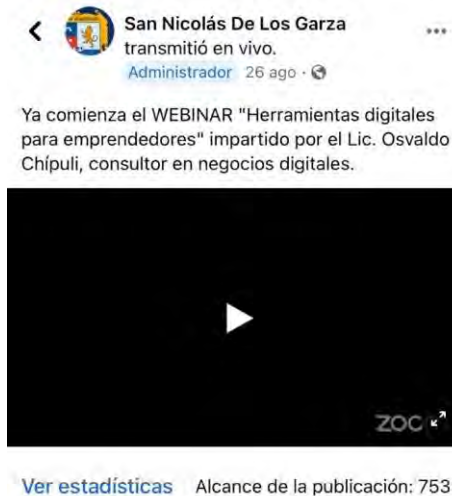 San Nicolás De Los Garza
transmitió en vivo.
Administrador 26 ago ·
Ya comienza el WEBINAR "Herramientas digitales
para emprendedores" impartido por el Lic. Osvaldo
Chípuli, consultor en negocios digitales.
ZOC
Ver estadísticas Alcance de la publicación: 753